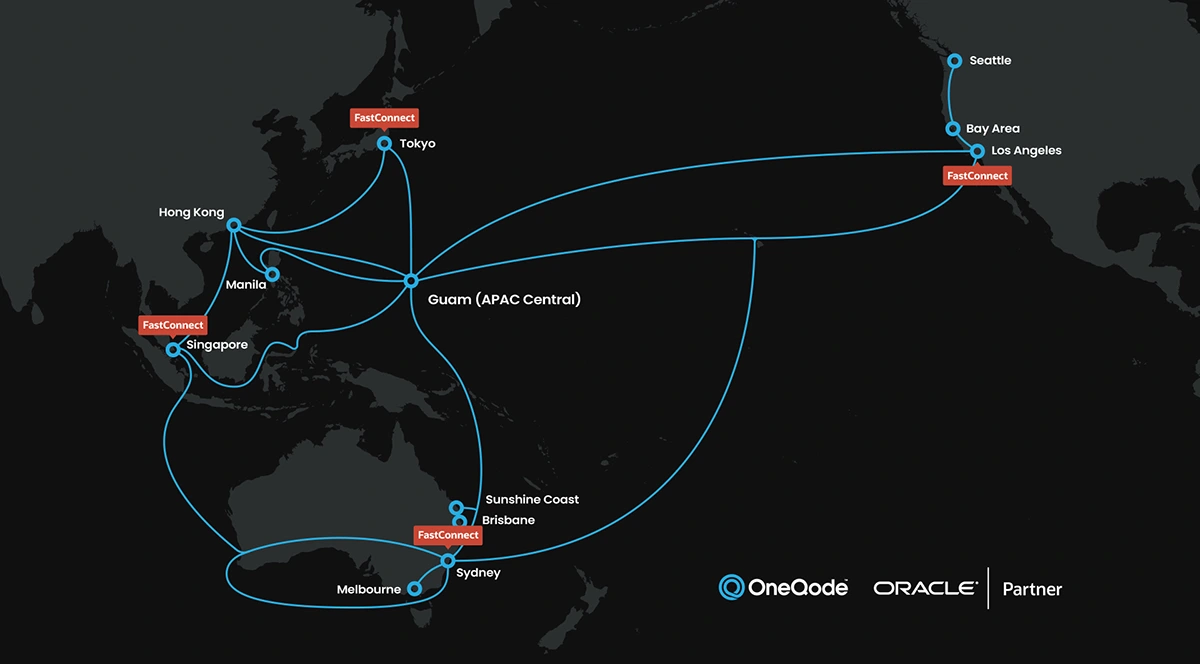 Seattle
FastConnect
Bay Area
Tokyo
Los Angeles
FastConnect
Hong Kong
Manila
Guam (APAC Central)
FastConnect
Singapore
Sunshine Coast
Brisbane
FastConnect
Sydney
Melbourne
OneQode™
ORACLE®
Partner